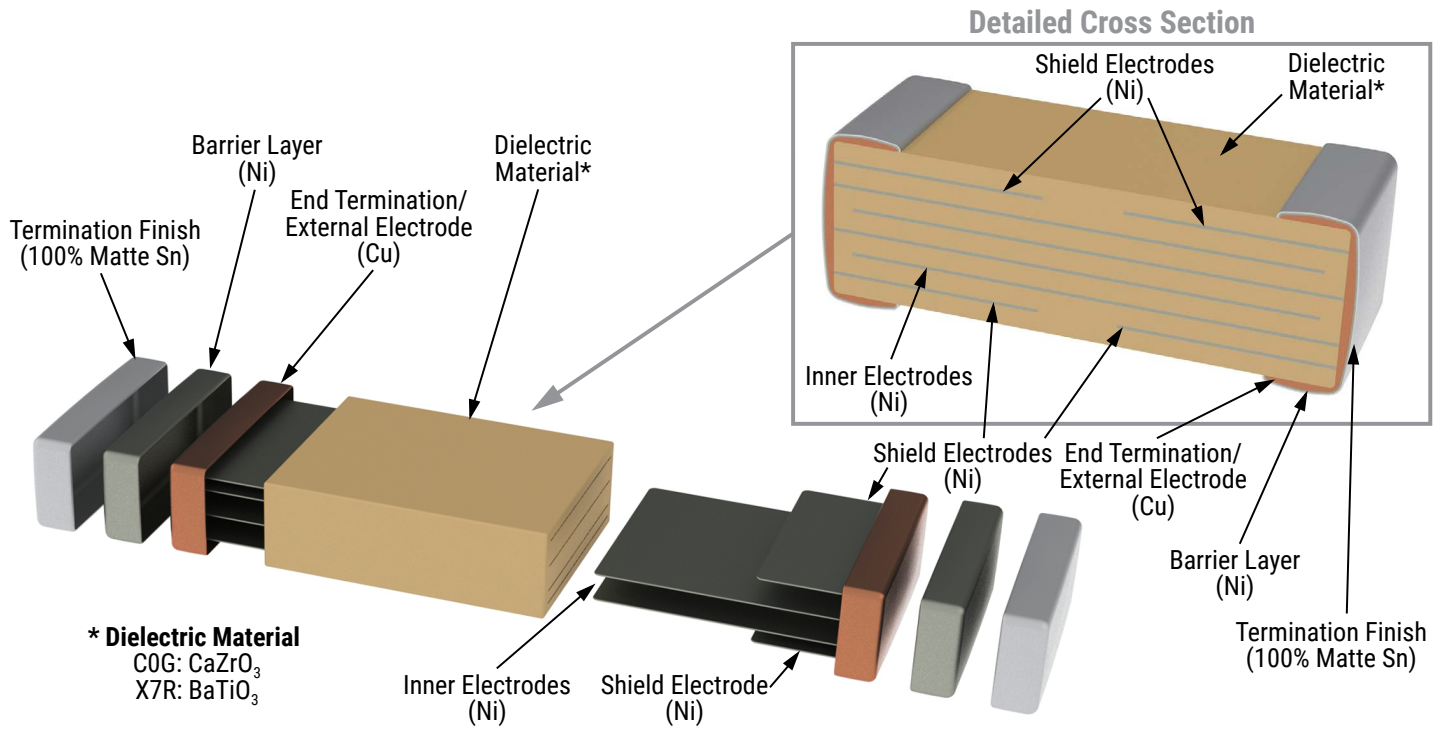 Detailed Cross Section
Shield Electrodes
(Ni)
Dielectric
Material*
Barrier Layer
(Ni)
Dielectric
Material*
End Termination/
External Electrode
(Cu)
Termination Finish
(100% Matte Sn)
Inner Electrodes
(Ni)
Shield Electrodes
(Ni)
End Termination/
External Electrode
(Cu)
Barrier Layer
(Ni)
Termination Finish
(100% Matte Sn)
* Dielectric Material
C0G: CaZrO₃
X7R: BaTiO₃
Inner Electrodes
(Ni)
Shield Electrode
(Ni)